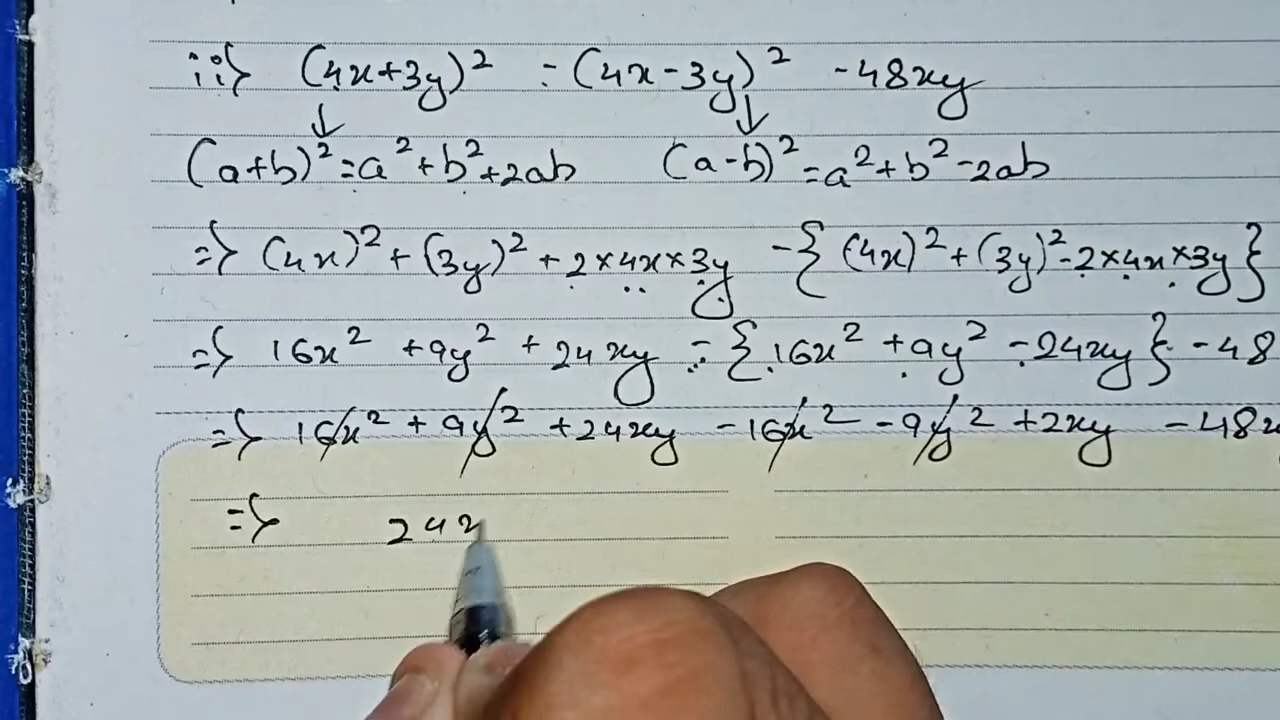 ii⟩ (4x+3y)² - (4x-3y)² -48xy
(a+b)²=a²+b²+2ab (a-b)²=a²+b²-2ab
=> (4x)²+(3y)²+2×4x×3y -{(4x)²+(3y)²-2×4x×3y}
=> 16x²+9y²+24xy -{16x²+9y²-24xy}-48
=> 16x²+9y²+24xy-16x²-9y²+2xy-48x
=> 24x